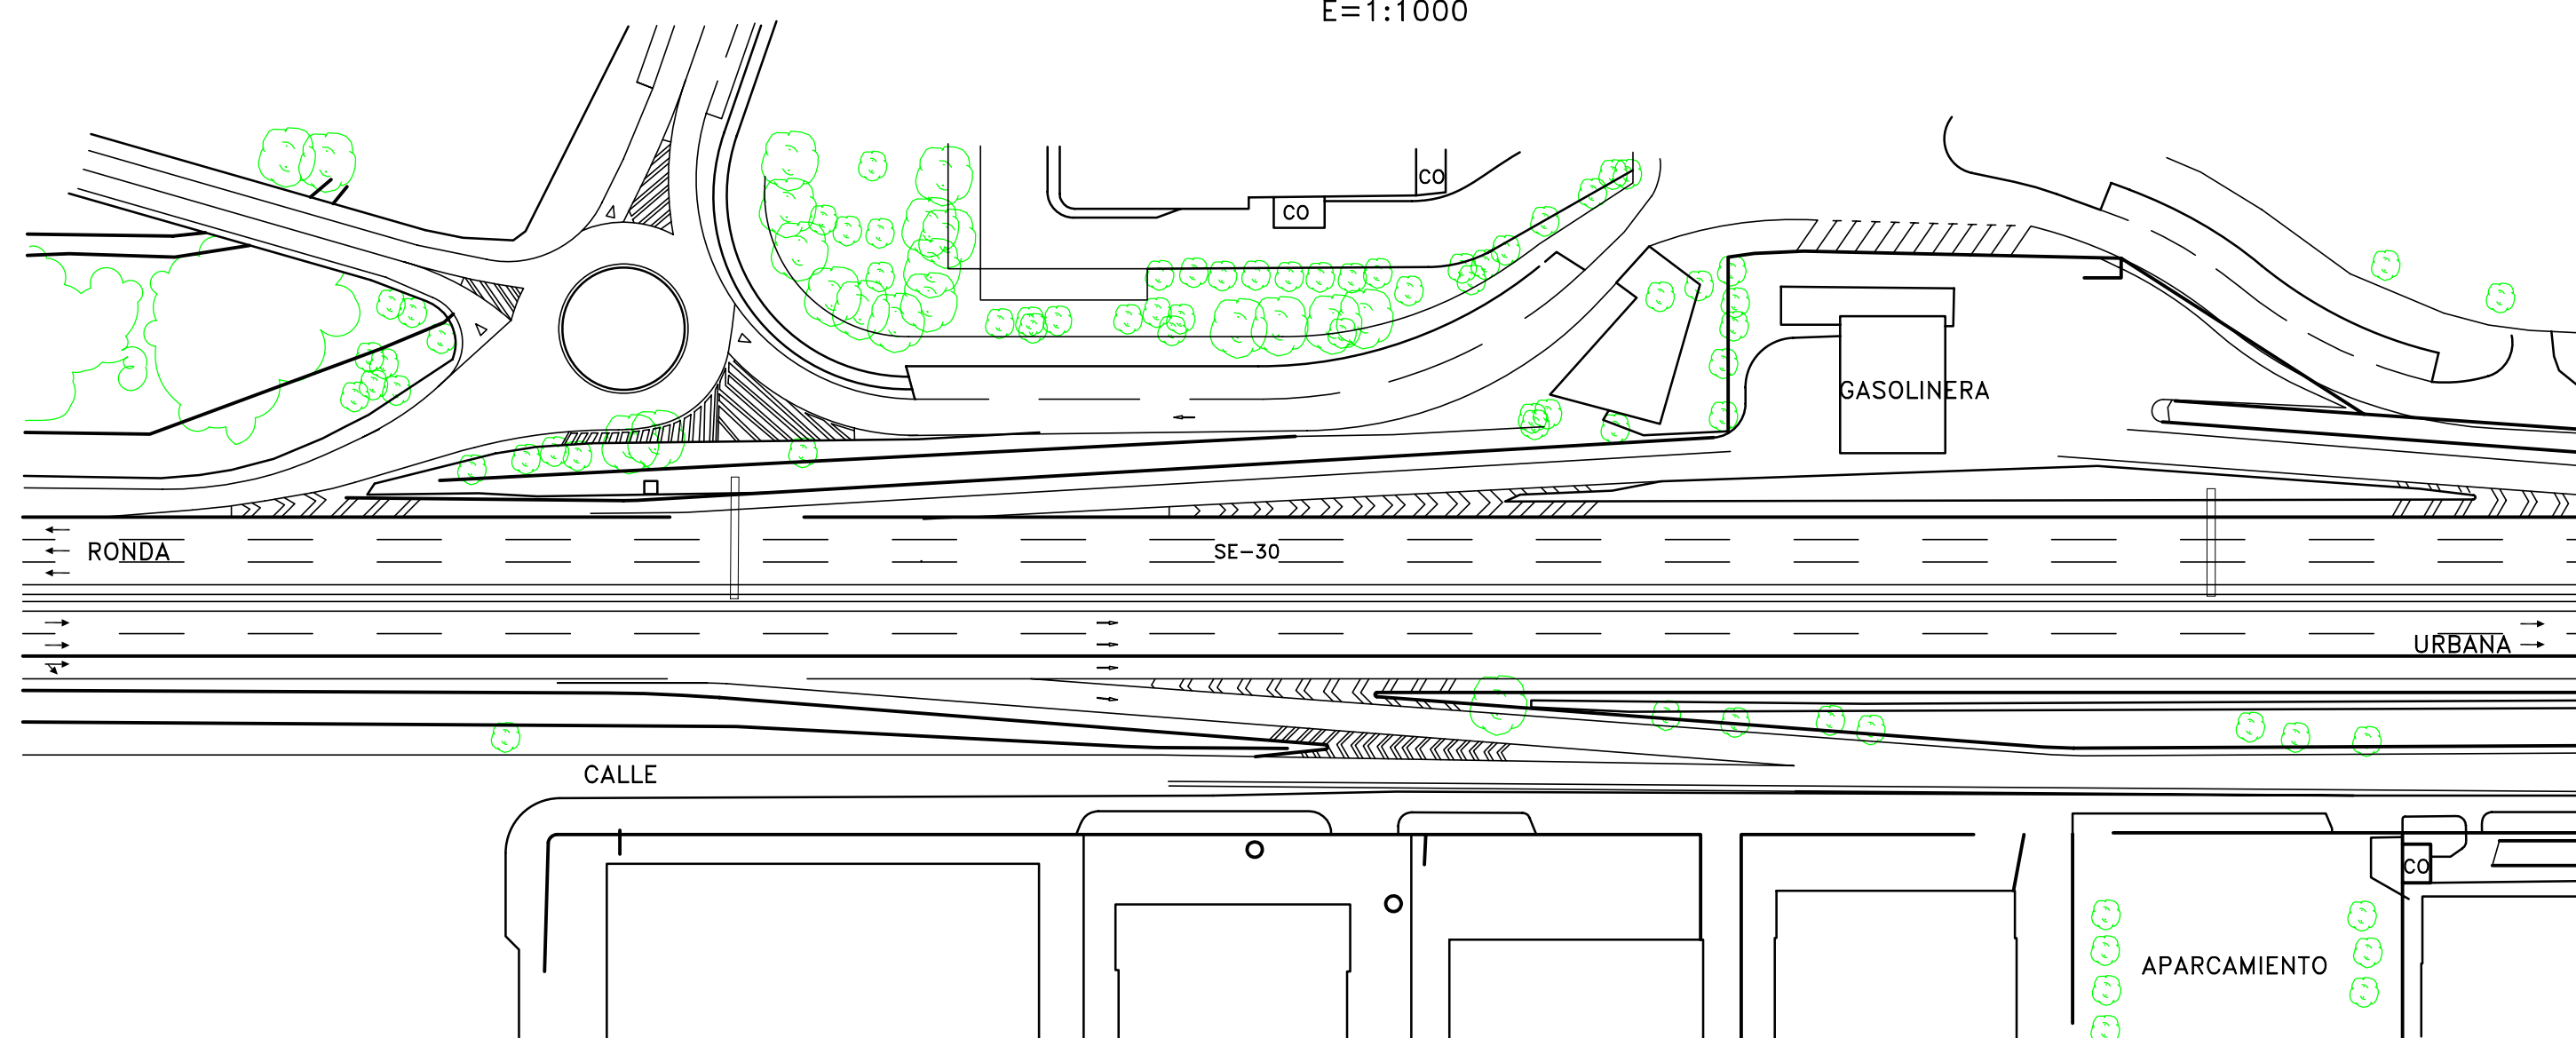 E=1:1000
CO
CO
GASOLINERA
RONDA
SE-30
URBANA
CALLE
CO
APARCAMIENTO